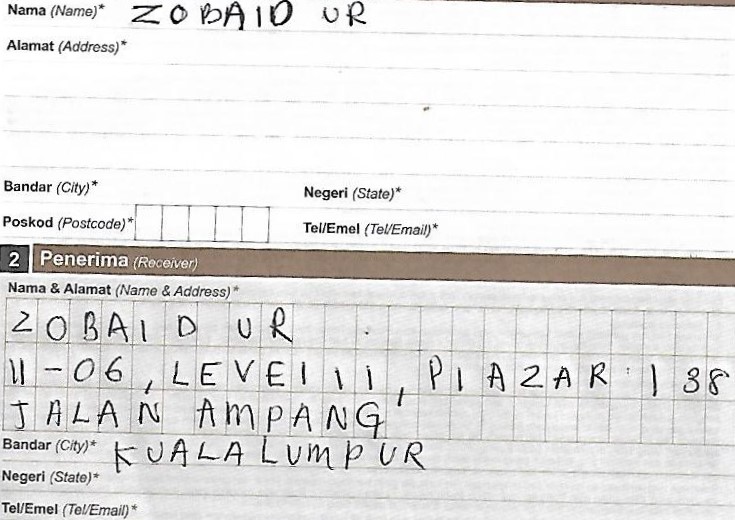 Nama (Name)* ZOBAID UR
Alamat (Address)*
Bandar (City)* Negeri (State)*
Poskod (Postcode)* Tel/Emel (Tel/Email)*
2 Penerima (Receiver)
Nama & Alamat (Name & Address)*
ZOBAID UR
11-06, LEVEl 11, PlAZAR 138
JALAN AMPANG
Bandar (City)* KUALA LUMPUR
Negeri (State)*
Tel/Emel (Tel/Email)*